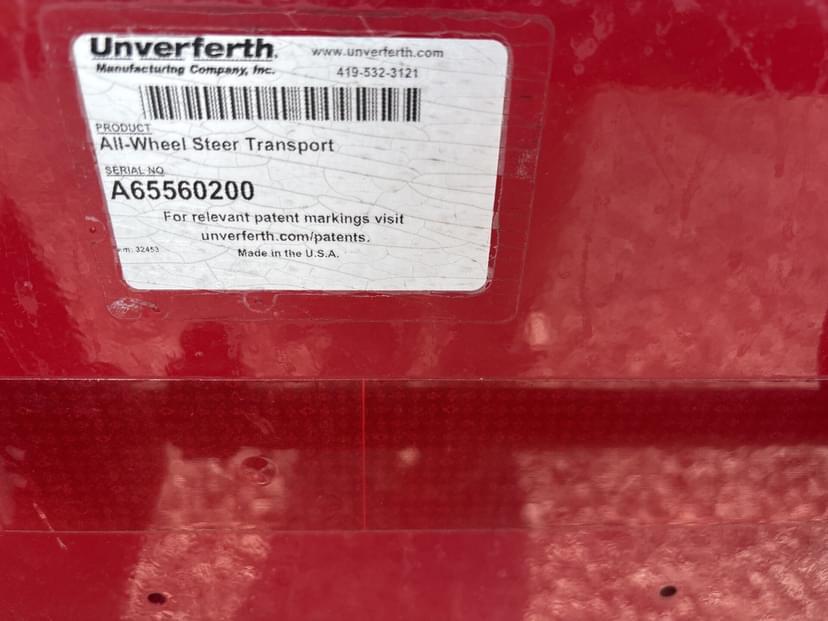 Unverferth® www.unverferth.com
Manufacturing Company, Inc. 419-532-3121
PRODUCT
All-Wheel Steer Transport
SERIAL NO
A65560200
For relevant patent markings visit
unverferth.com/patents.
32453 Made in the U.S.A.